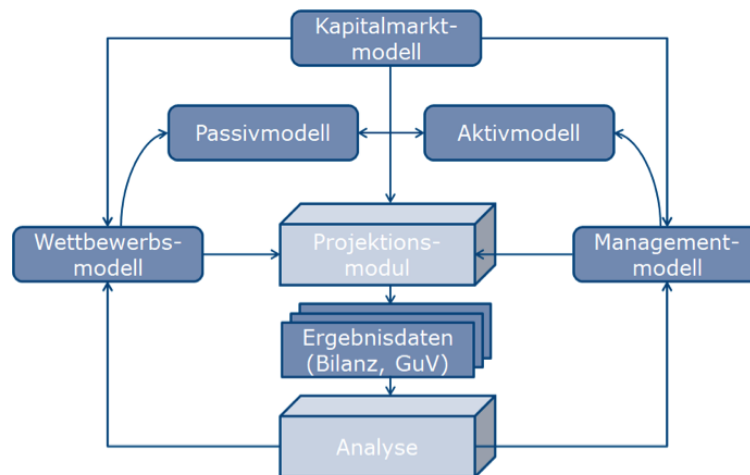 Kapitalmarkt-
modell
Passivmodell
Aktivmodell
Wettbewerbs-
modell
Projektions-
modul
Management-
modell
Ergebnisdaten
(Bilanz, GuV)
Analyse